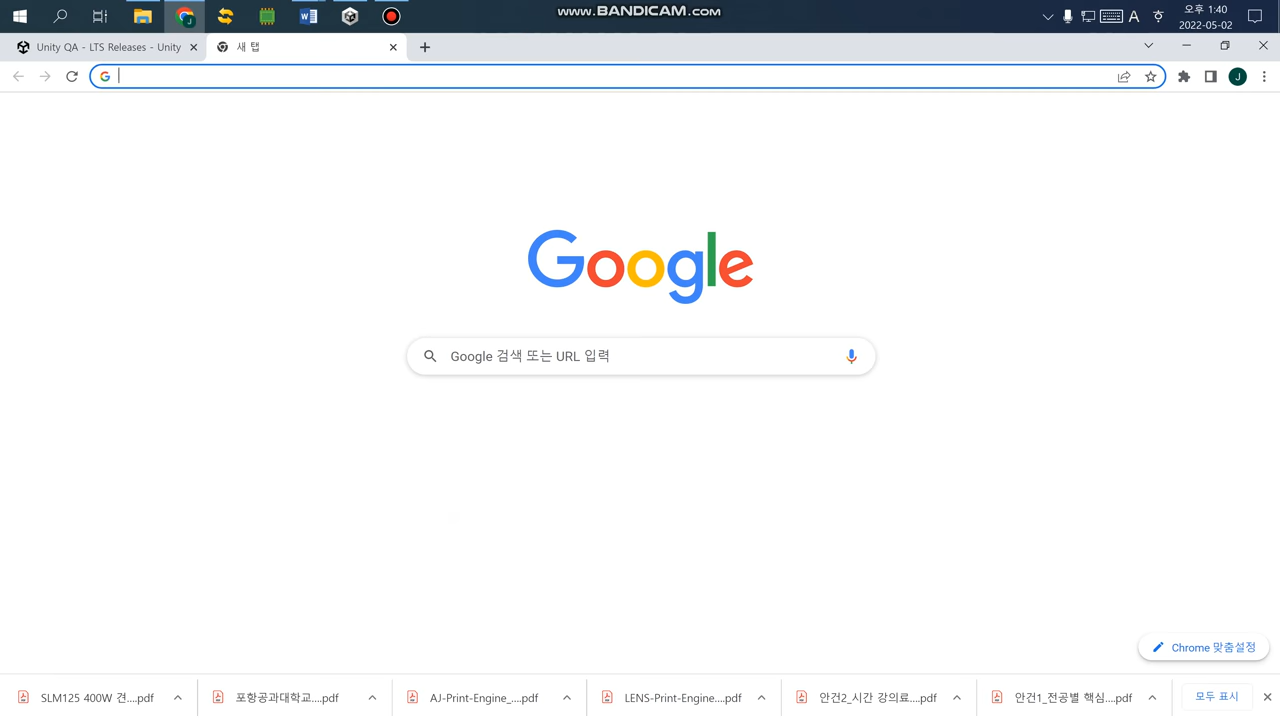 WWW.BANDICAM.COM
A
오후 1:40
2022-05-02
Unity QA - LTS Releases - Unity
새 탭
G
J
Google
Google 검색 또는 URL 입력
Chrome 맞춤설정
SLM125 400W 견....pdf
포항공과대학교....pdf
AJ-Print-Engine_....pdf
LENS-Print-Engine....pdf
안건2_시간 강의료....pdf
안건1_전공별 핵심....pdf
모두 표시